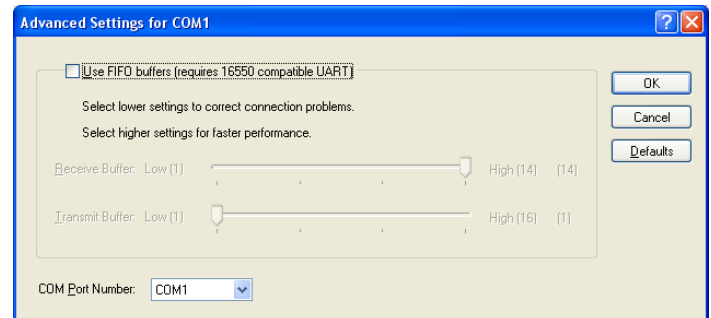 Advanced Settings for COM1
Use FIFO buffers (requires 16550 compatible UART)
OK
Select lower settings to correct connection problems.
Cancel
Select higher settings for faster performance.
Defaults
Receive Buffer: Low (1) High (14) (14)
Transmit Buffer: Low (1) High (16) (1)
COM Port Number: COM1